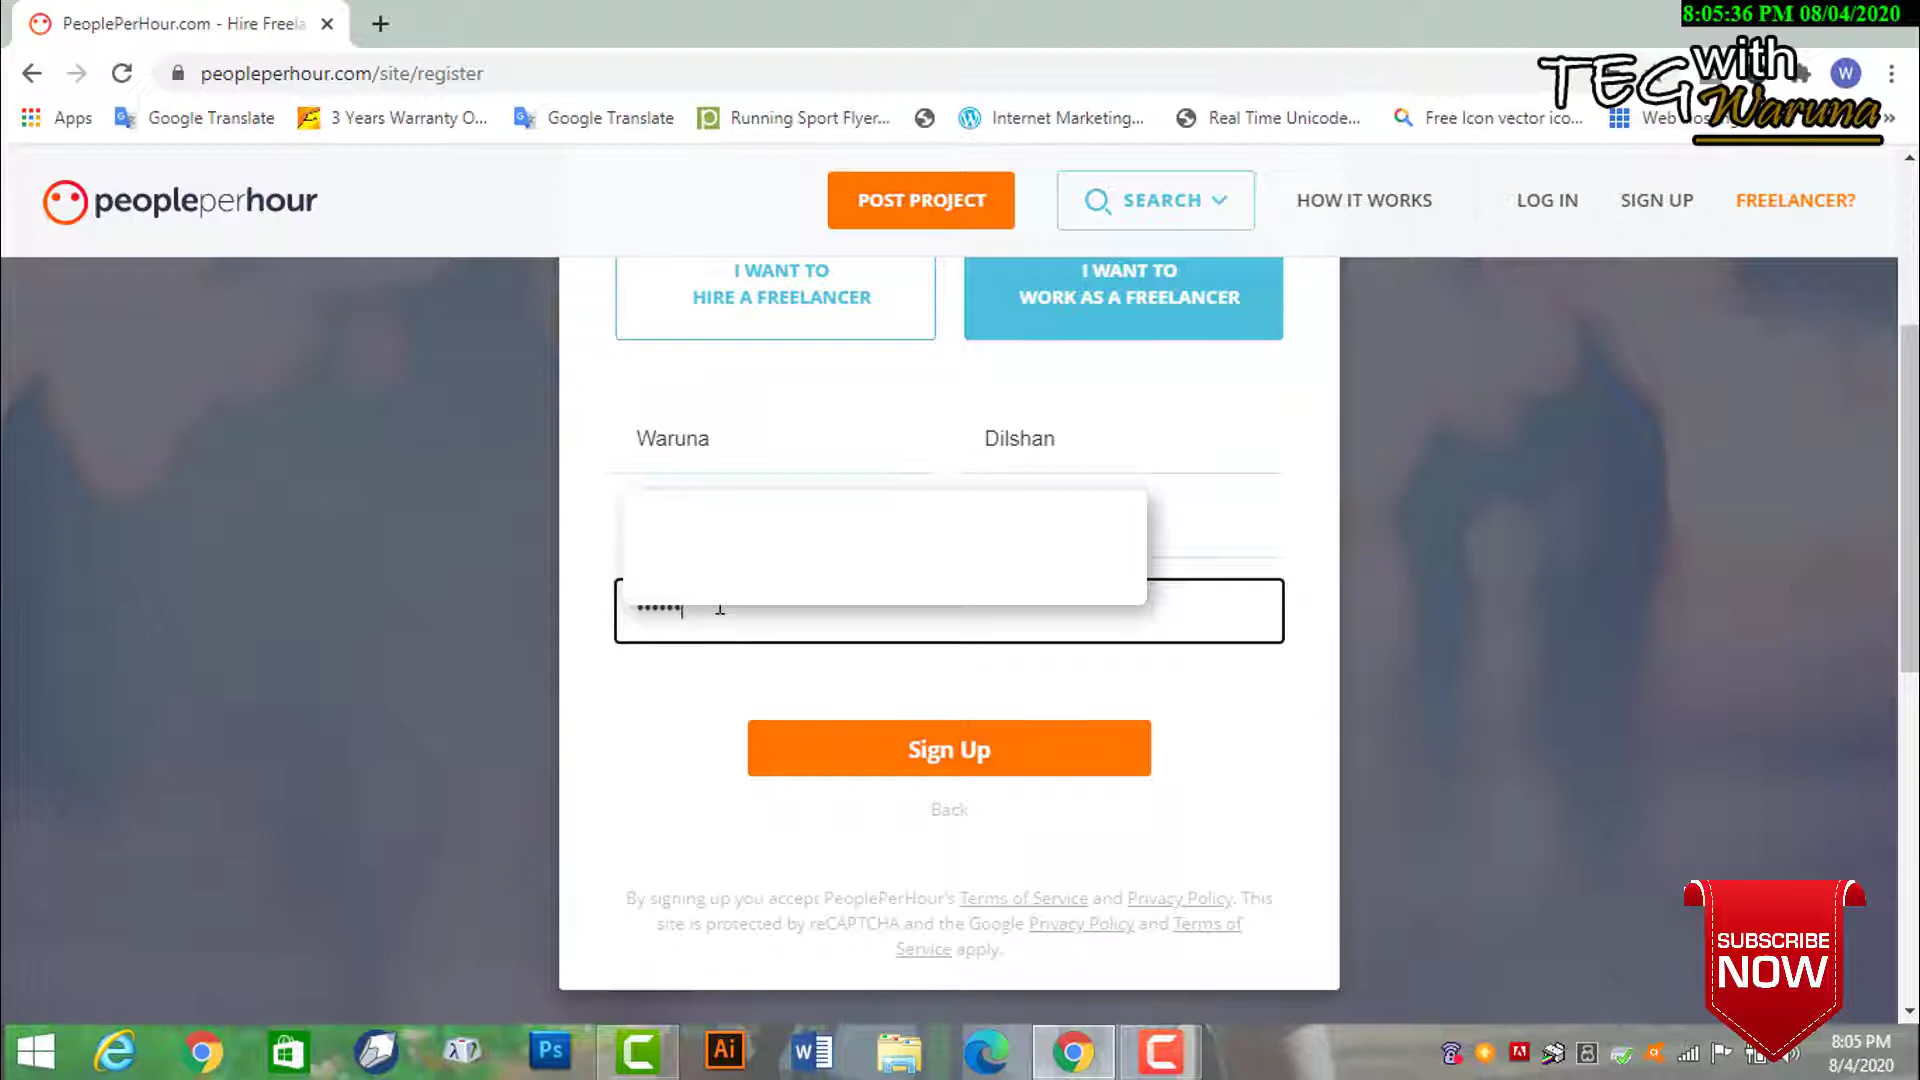 8:05:36 PM 08/04/2020
PeoplePerHour.com - Hire Freela
peopleperhour.com/site/register
W
TEG with Waruna
Apps
Google Translate
3 Years Warranty O...
Google Translate
Running Sport Flyer...
Internet Marketing...
Real Time Unicode...
Free Icon vector ico...
peopleperhour
POST PROJECT
SEARCH
HOW IT WORKS
LOG IN
SIGN UP
FREELANCER?
I WANT TO
HIRE A FREELANCER
I WANT TO
WORK AS A FREELANCER
Waruna
Dilshan
Sign Up
Back
By signing up you accept PeoplePerHour's Terms of Service and Privacy Policy. This
site is protected by reCAPTCHA and the Google Privacy Policy and Terms of
Service apply.
SUBSCRIBE
NOW
Ps
Ai
W
8:05 PM
8/4/2020